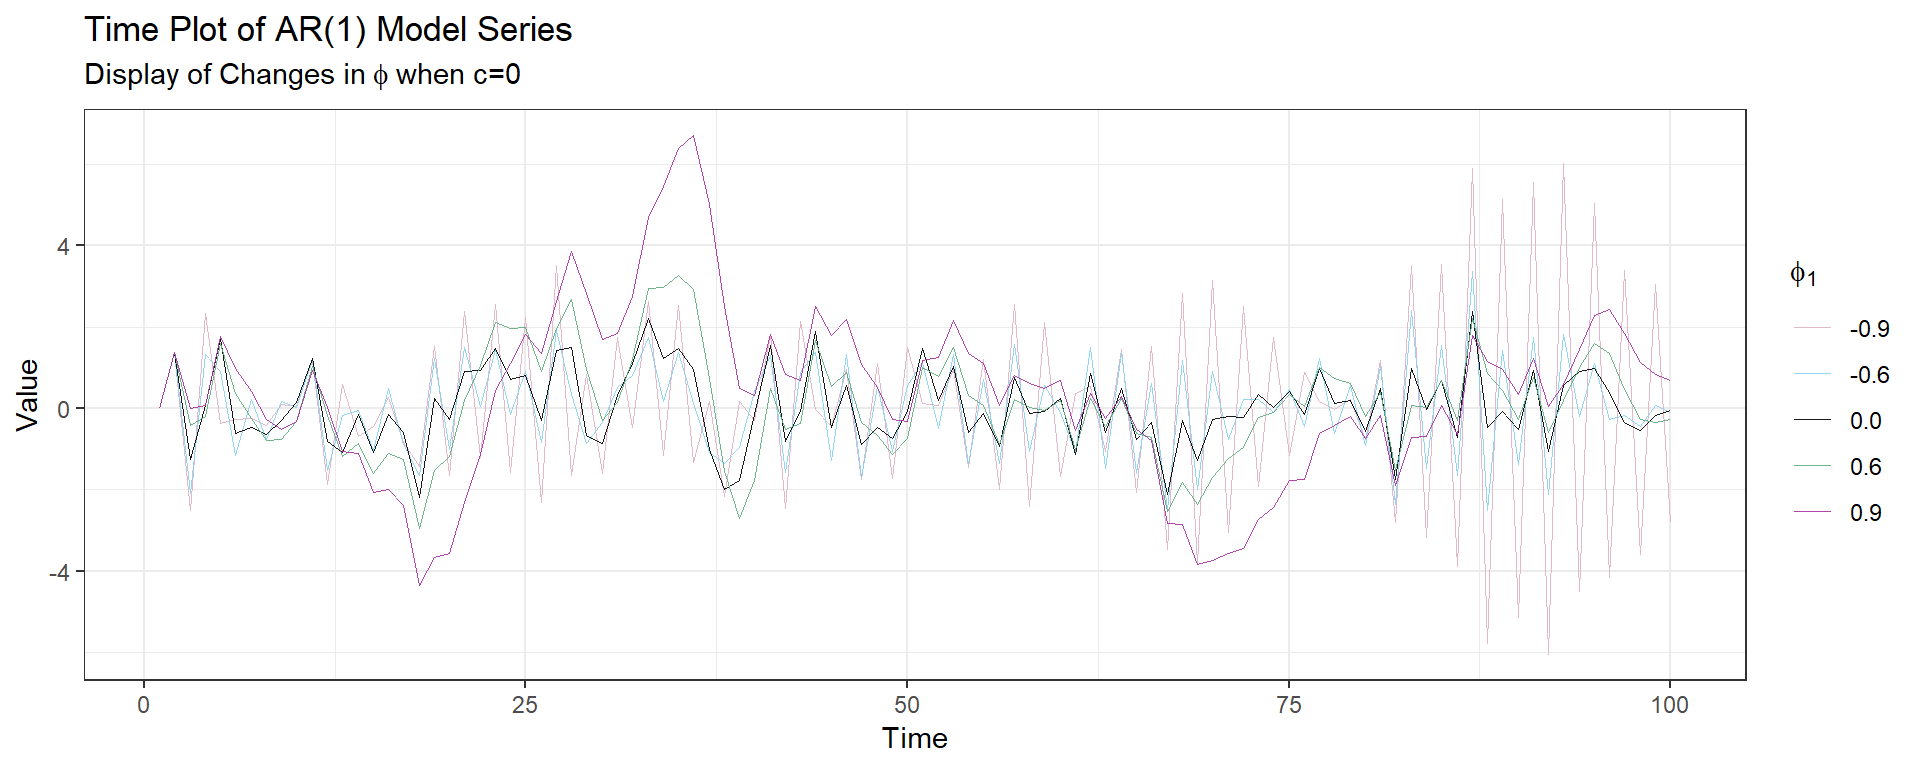 Time Plot of AR(1) Model Series
Display of Changes in ϕ when c=0
Value
4
0
-4
0 25 50 75 100
Time
ϕ1
-0.9
-0.6
0.0
0.6
0.9